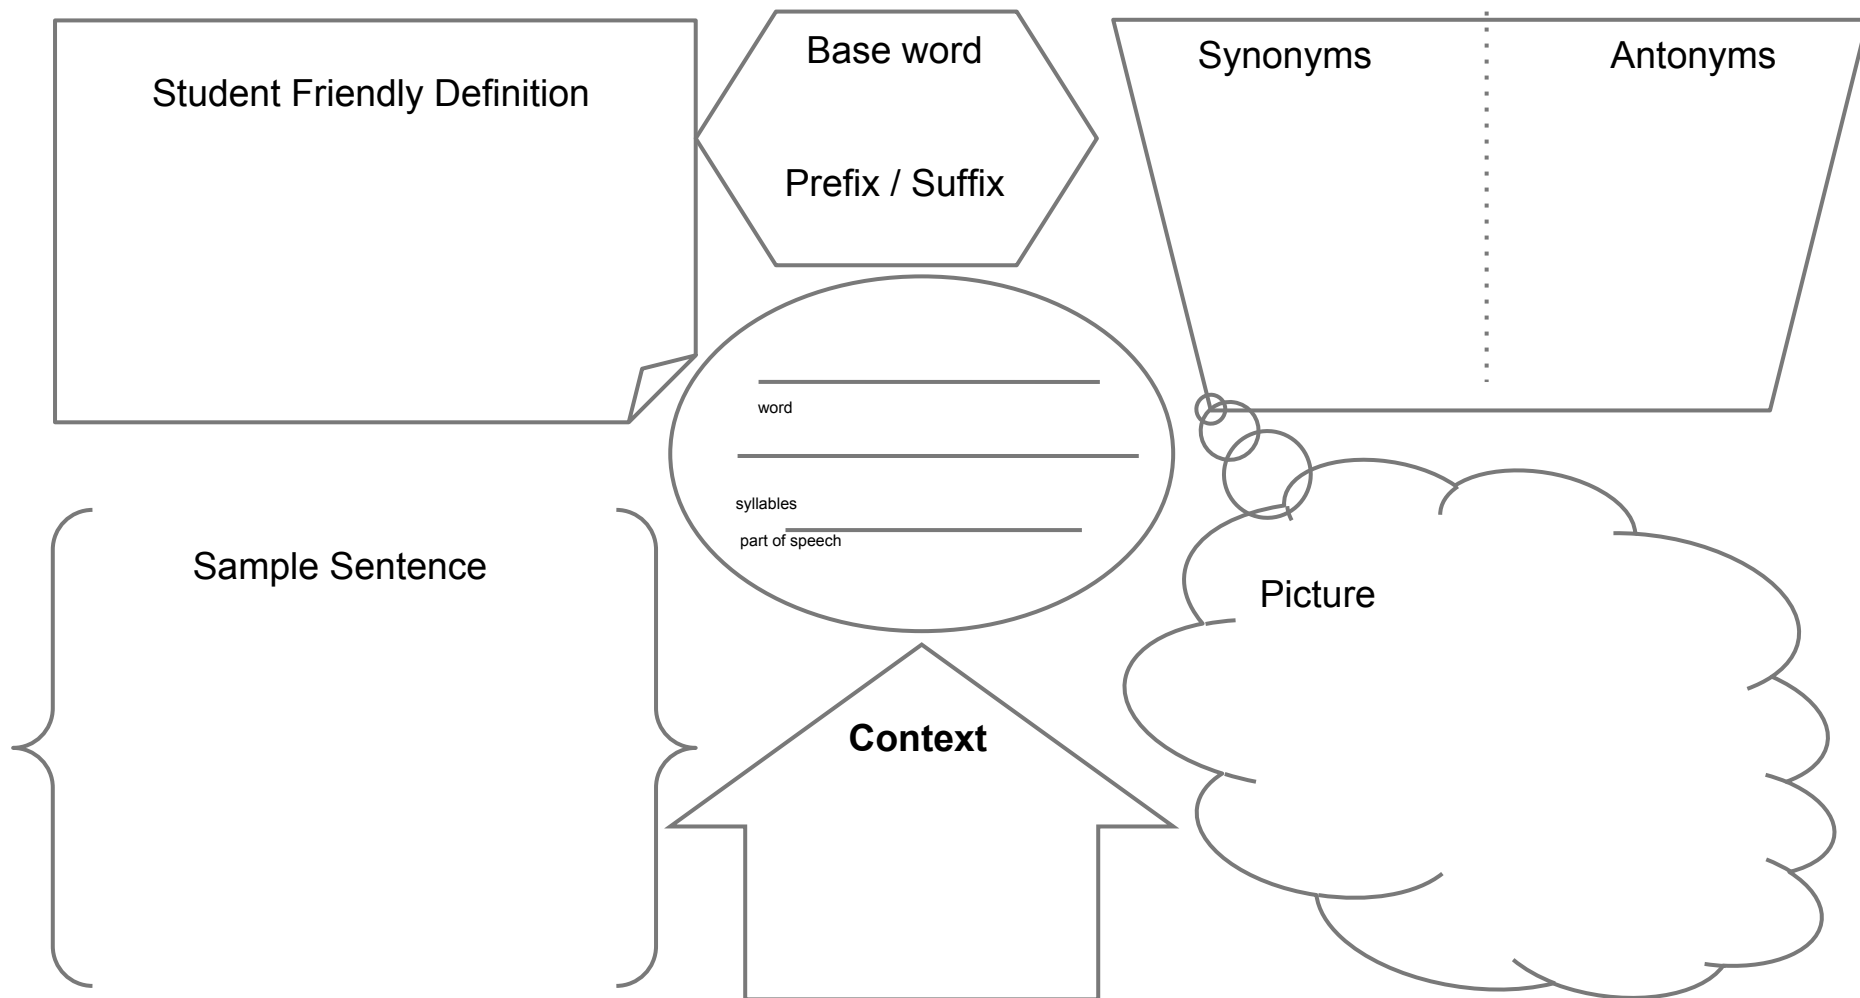 Student Friendly Definition
Base word
Prefix / Suffix
Synonyms
Antonyms
word
syllables
part of speech
Sample Sentence
Context
Picture